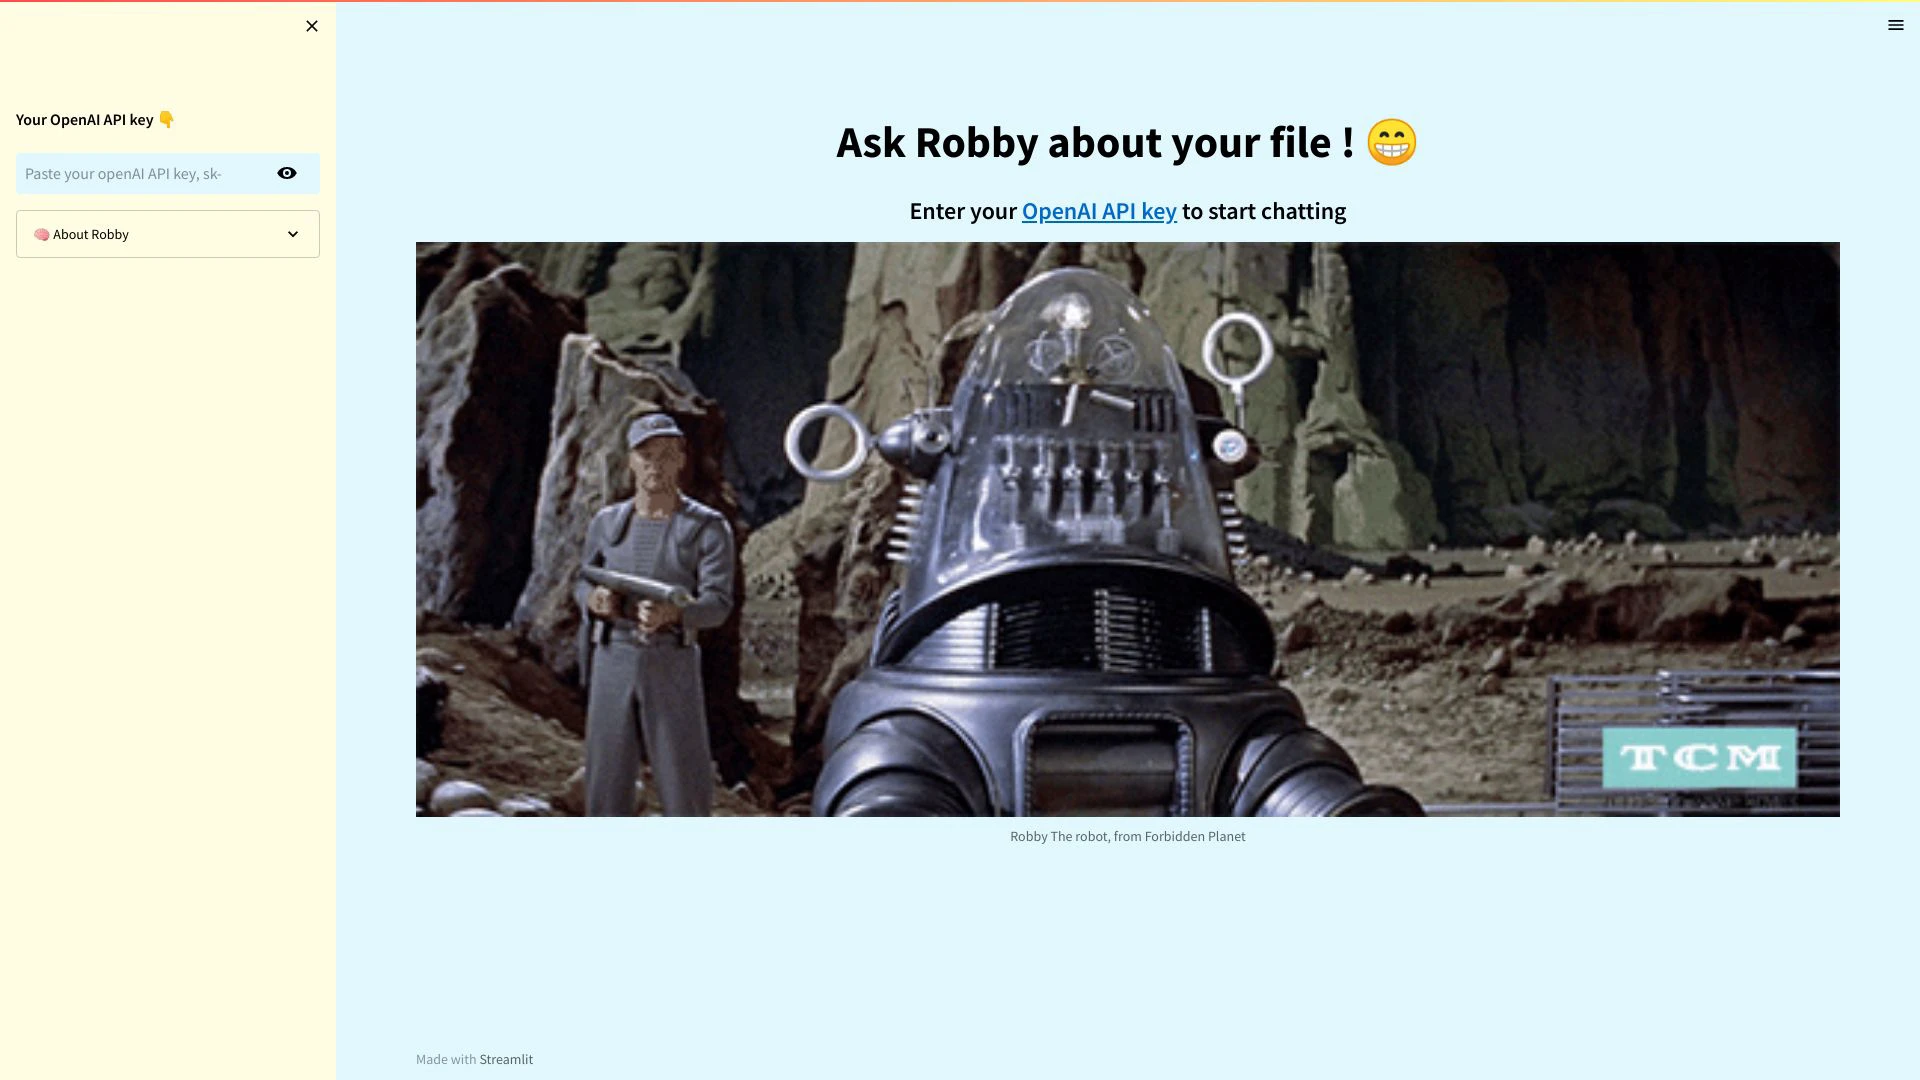 Your OpenAI API key 👇
Paste your openAI API key, sk-
🧠 About Robby
Ask Robby about your file ! 😁
Enter your OpenAI API key to start chatting
TCM
Robby The robot, from Forbidden Planet
Made with Streamlit